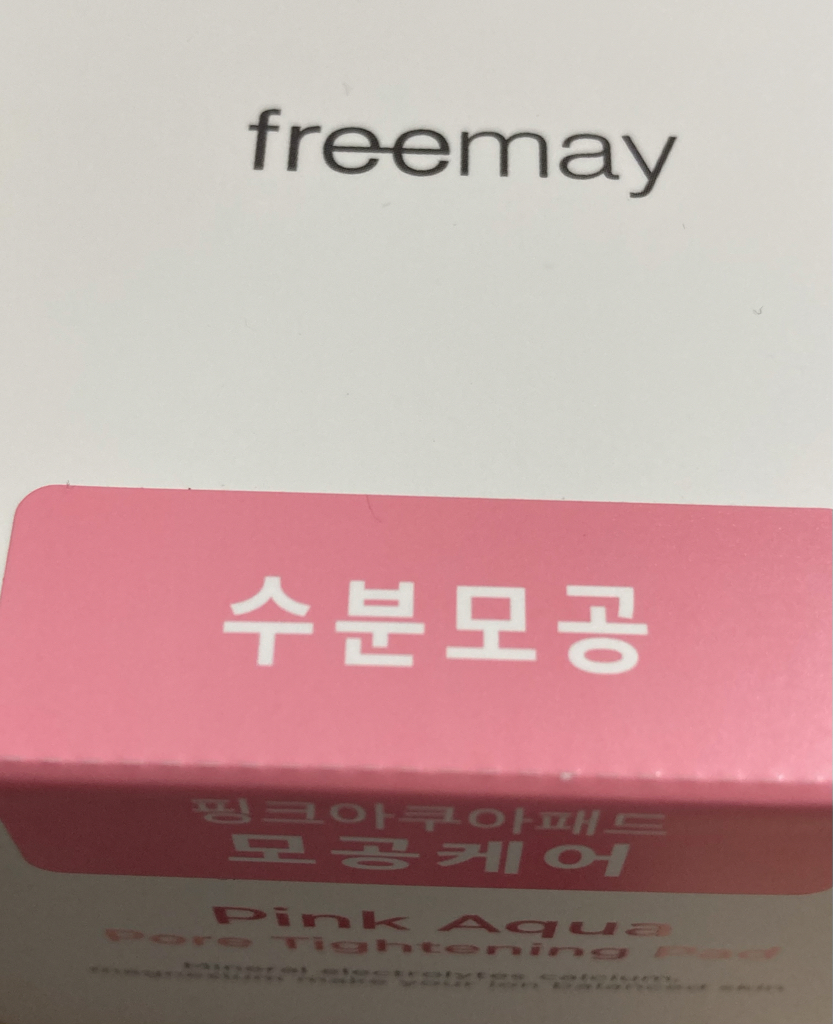 freemay
수분모공
핑크아쿠아패드
모공케어
Pink Aqua
Pore Tightening Pad
Mineral electrolytes calcium,
magnesium make your ion balanced skin